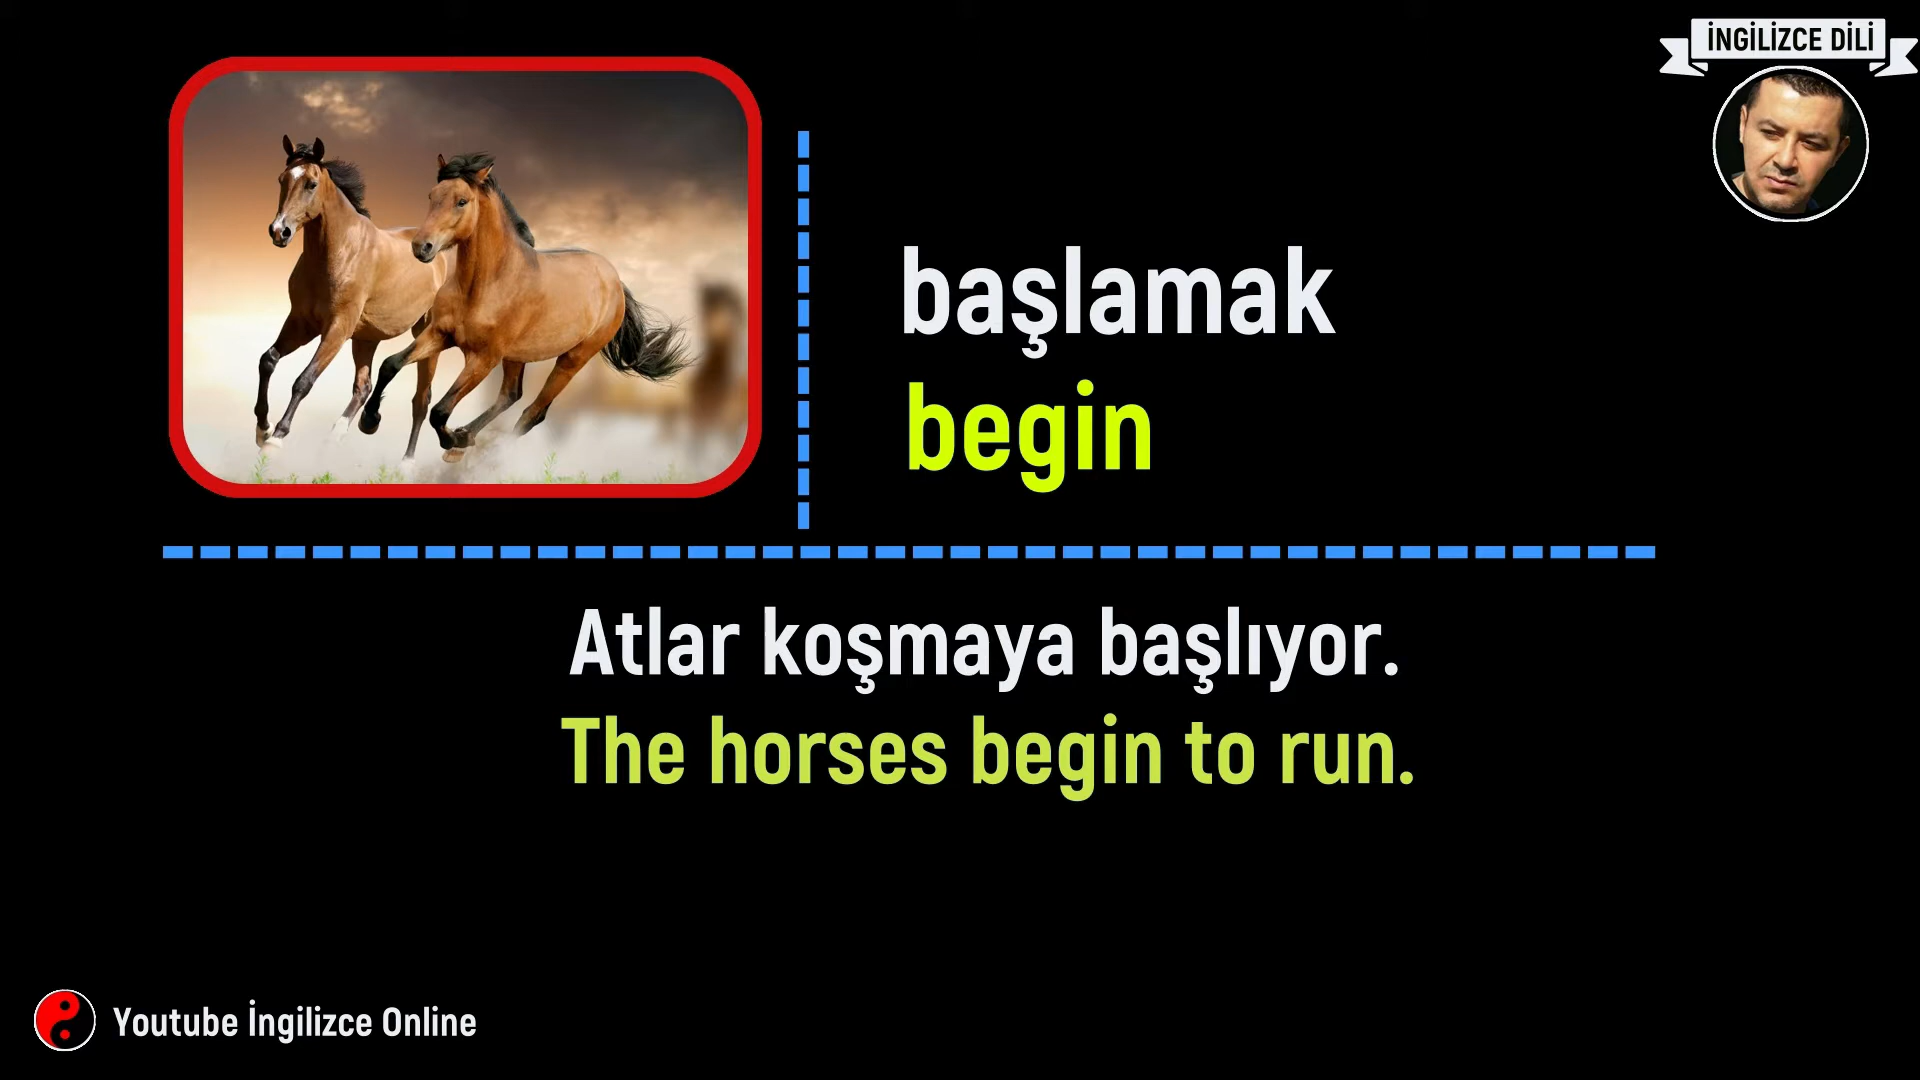 İNGİLİZCE DİLİ
başlamak
begin
Atlar koşmaya başlıyor.
The horses begin to run.
Youtube İngilizce Online